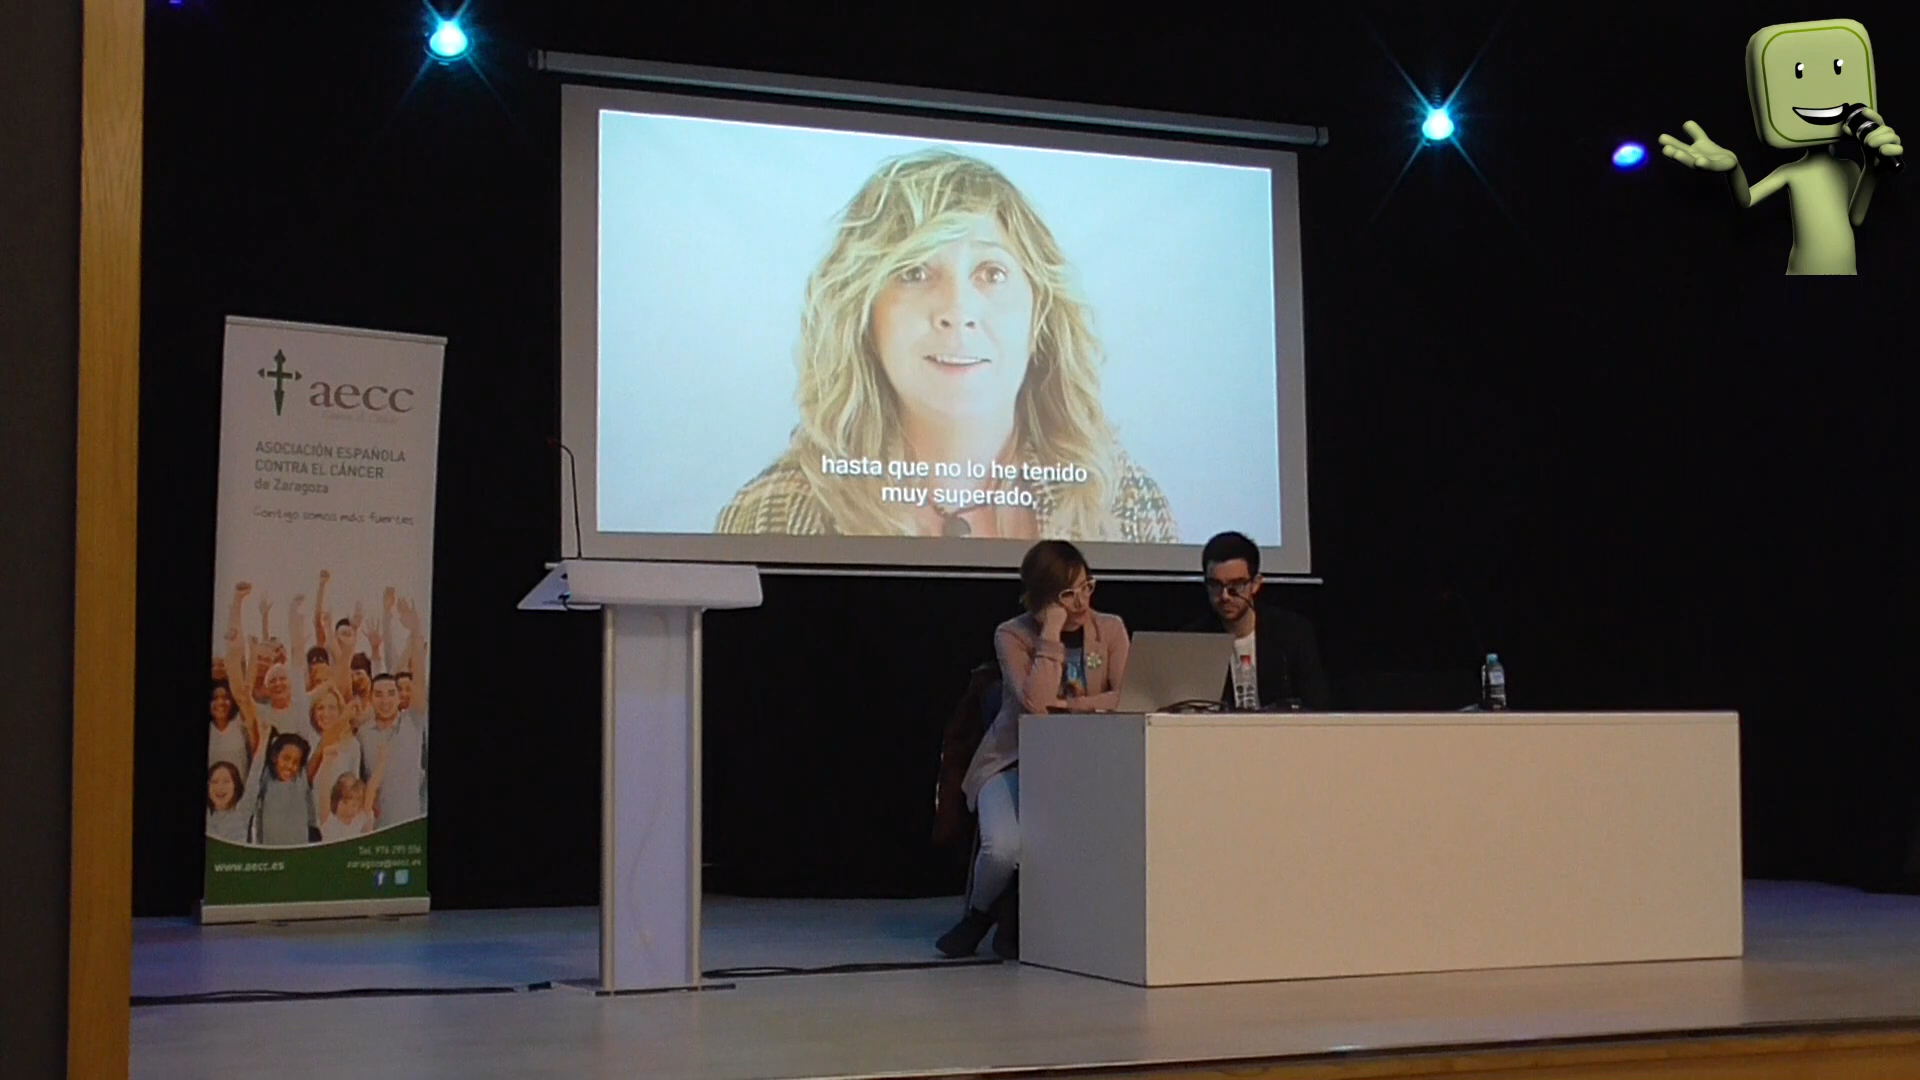 aecc
ASOCIACIÓN ESPAÑOLA
CONTRA EL CÁNCER
de Zaragoza
Contigo somos más fuertes
www.aecc.es
hasta que no lo he tenido
muy superado,